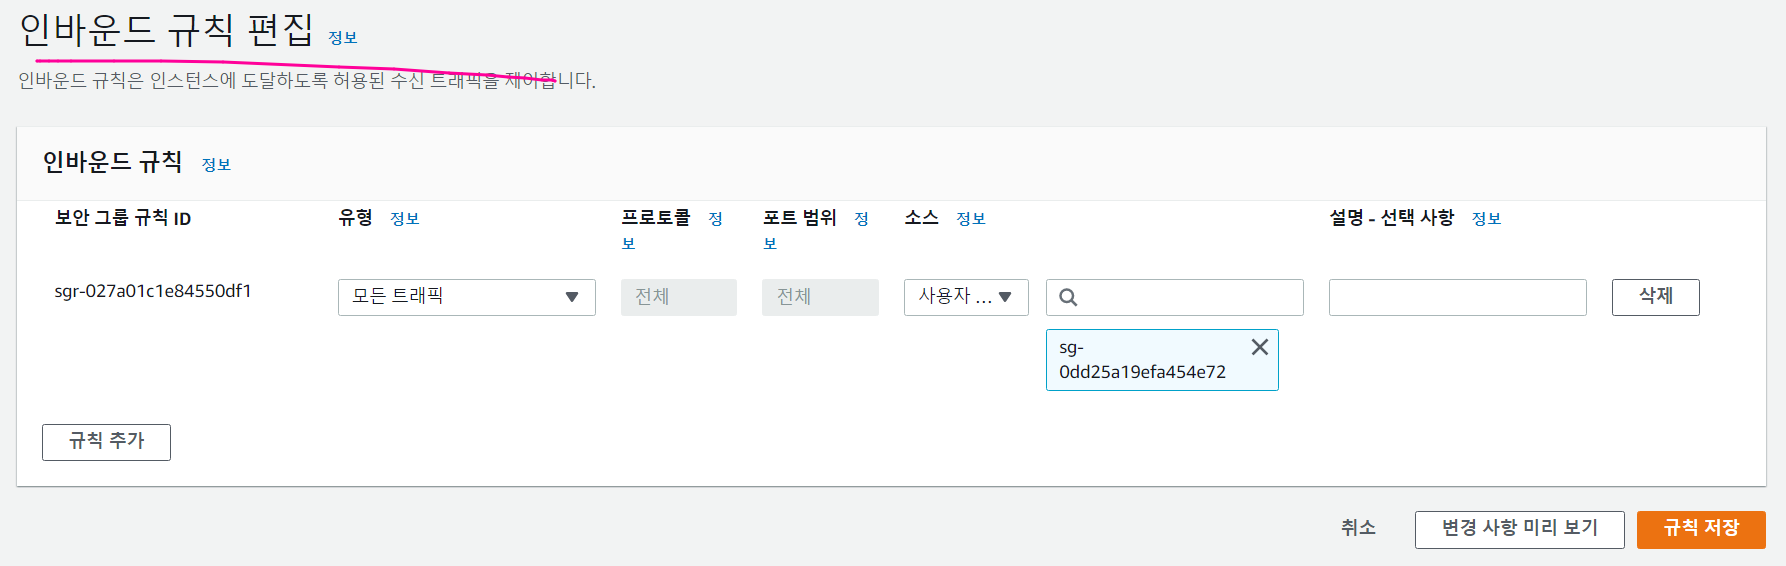 인바운드 규칙 편집 정보
인바운드 규칙은 인스턴스에 도달하도록 허용된 수신 트래픽을 제어합니다.
인바운드 규칙 정보
보안 그룹 규칙 ID
유형 정보
프로토콜 정
보
포트 범위 정
보
소스 정보
설명 - 선택 사항 정보
sgr-027a01c1e84550df1
모든 트래픽
전체
전체
사용자 ...
삭제
sg-
0dd25a19efa454e72
규칙 추가
취소
변경 사항 미리 보기
규칙 저장